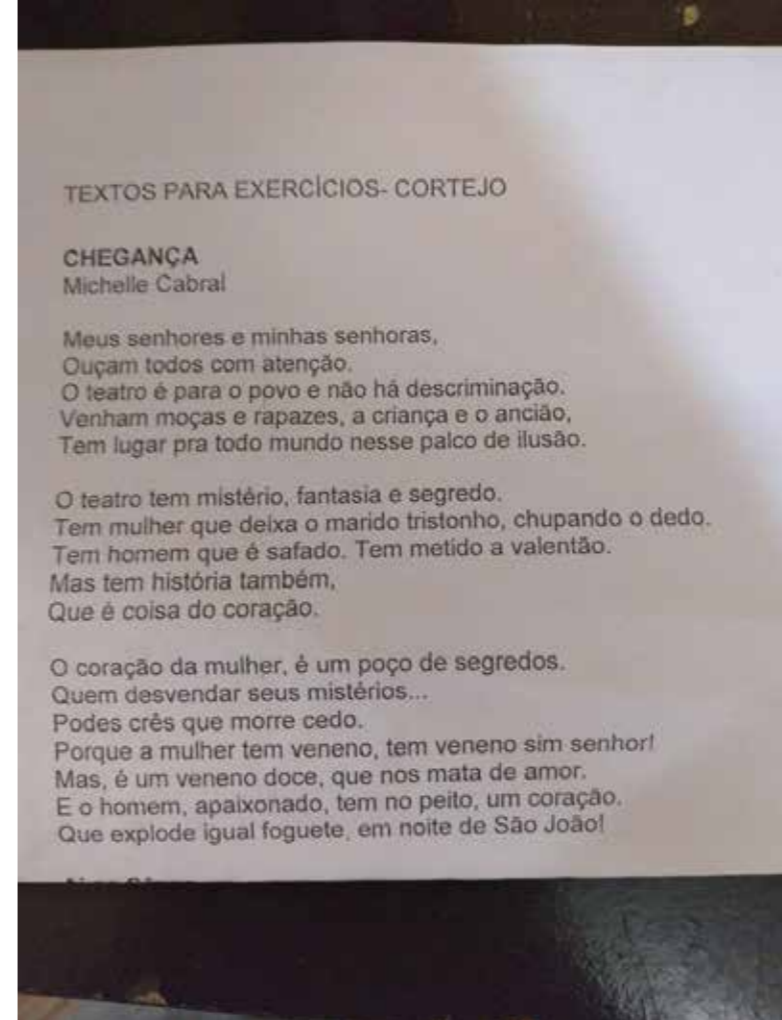 TEXTOS PARA EXERCÍCIOS- CORTEJO
CHEGANÇA
Michelle Cabral
Meus senhores e minhas senhoras,
Ouçam todos com atenção.
O teatro é para o povo e não há descriminação.
Venham moças e rapazes, a criança e o ancião,
Tem lugar pra todo mundo nesse palco de ilusão.
O teatro tem mistério, fantasia e segredo.
Tem mulher que deixa o marido tristonho, chupando o dedo.
Tem homem que é safado. Tem metido a valentão.
Mas tem história também,
Que é coisa do coração.
O coração da mulher, é um poço de segredos.
Quem desvendar seus mistérios...
Podes crês que morre cedo.
Porque a mulher tem veneno, tem veneno sim senhor!
Mas, é um veneno doce, que nos mata de amor.
E o homem, apaixonado, tem no peito, um coração.
Que explode igual foguete, em noite de São João!